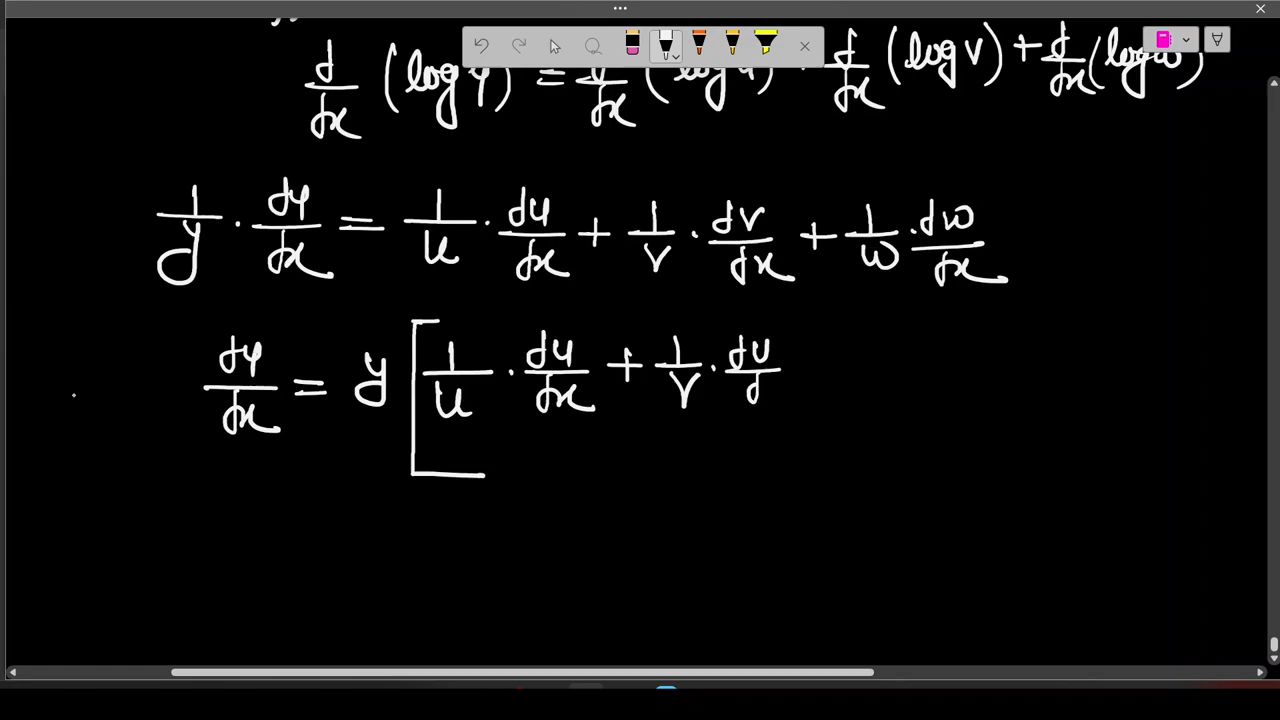 d/dx (log y) = d/dx (log u) + d/dx (log v) + d/dx (log w)
1/y · dy/dx = 1/u · du/dx + 1/v · dv/dx + 1/w · dw/dx
dy/dx = y [ 1/u · du/dx + 1/v · dv/d